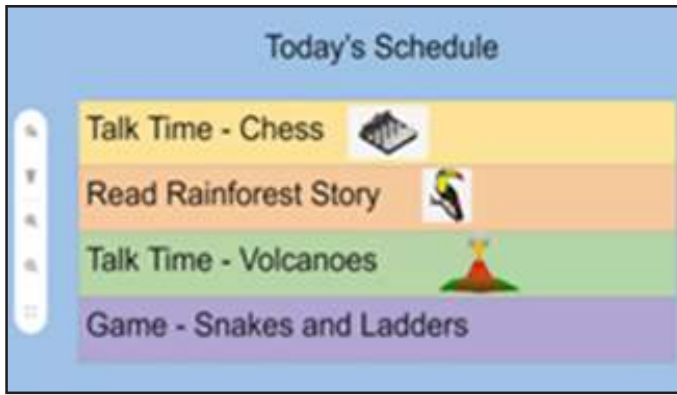 Today's Schedule
Talk Time - Chess
Read Rainforest Story
Talk Time - Volcanoes
Game - Snakes and Ladders